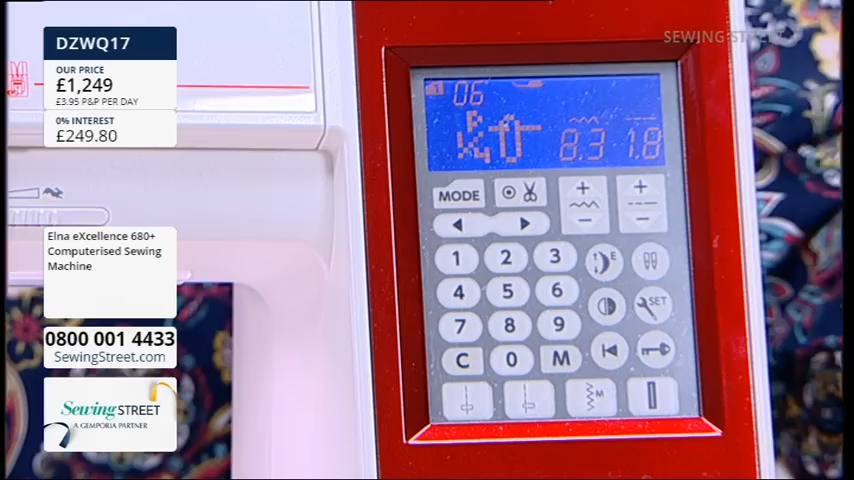 DZWQ17
OUR PRICE
£1,249
£3.95 P&P PER DAY
0% INTEREST
£249.80
Elna eXcellence 680+
Computerised Sewing
Machine
0800 001 4433
SewingStreet.com
Sewing STREET
A GEMPORIA PARTNER
SEWING STREET
1 06
8.3 1.8
MODE
1 2 3 E
4 5 6 SET
7 8 9
C 0 M
M